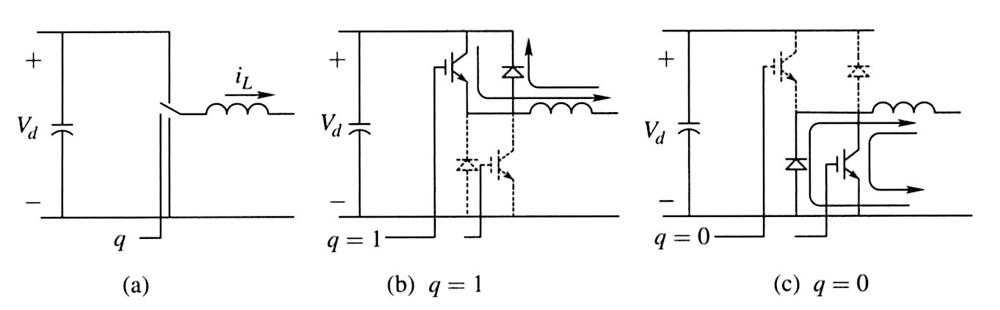 + + +
i_L
V_d V_d V_d
− − −
q q = 1 q = 0
(a) (b) q = 1 (c) q = 0